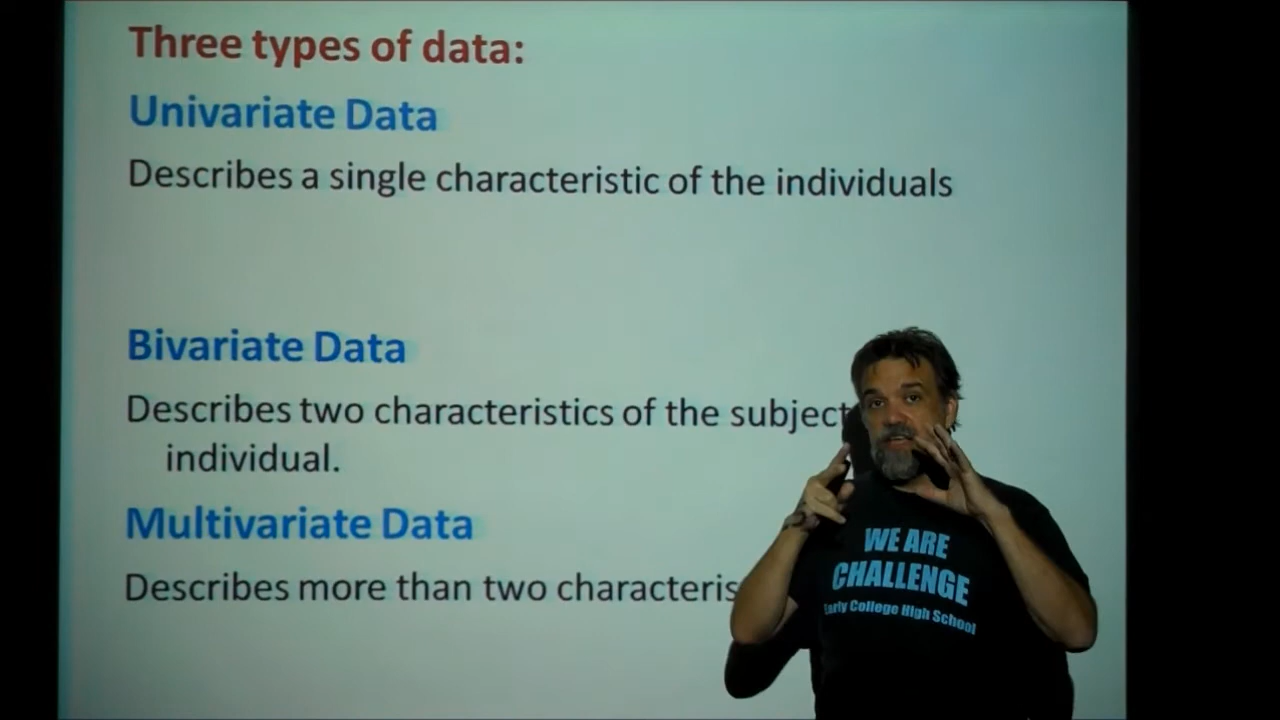 Three types of data:
Univariate Data
Describes a single characteristic of the individuals
Bivariate Data
Describes two characteristics of the subject
individual.
Multivariate Data
Describes more than two
WE ARE
CHALLENGE
Early College High School